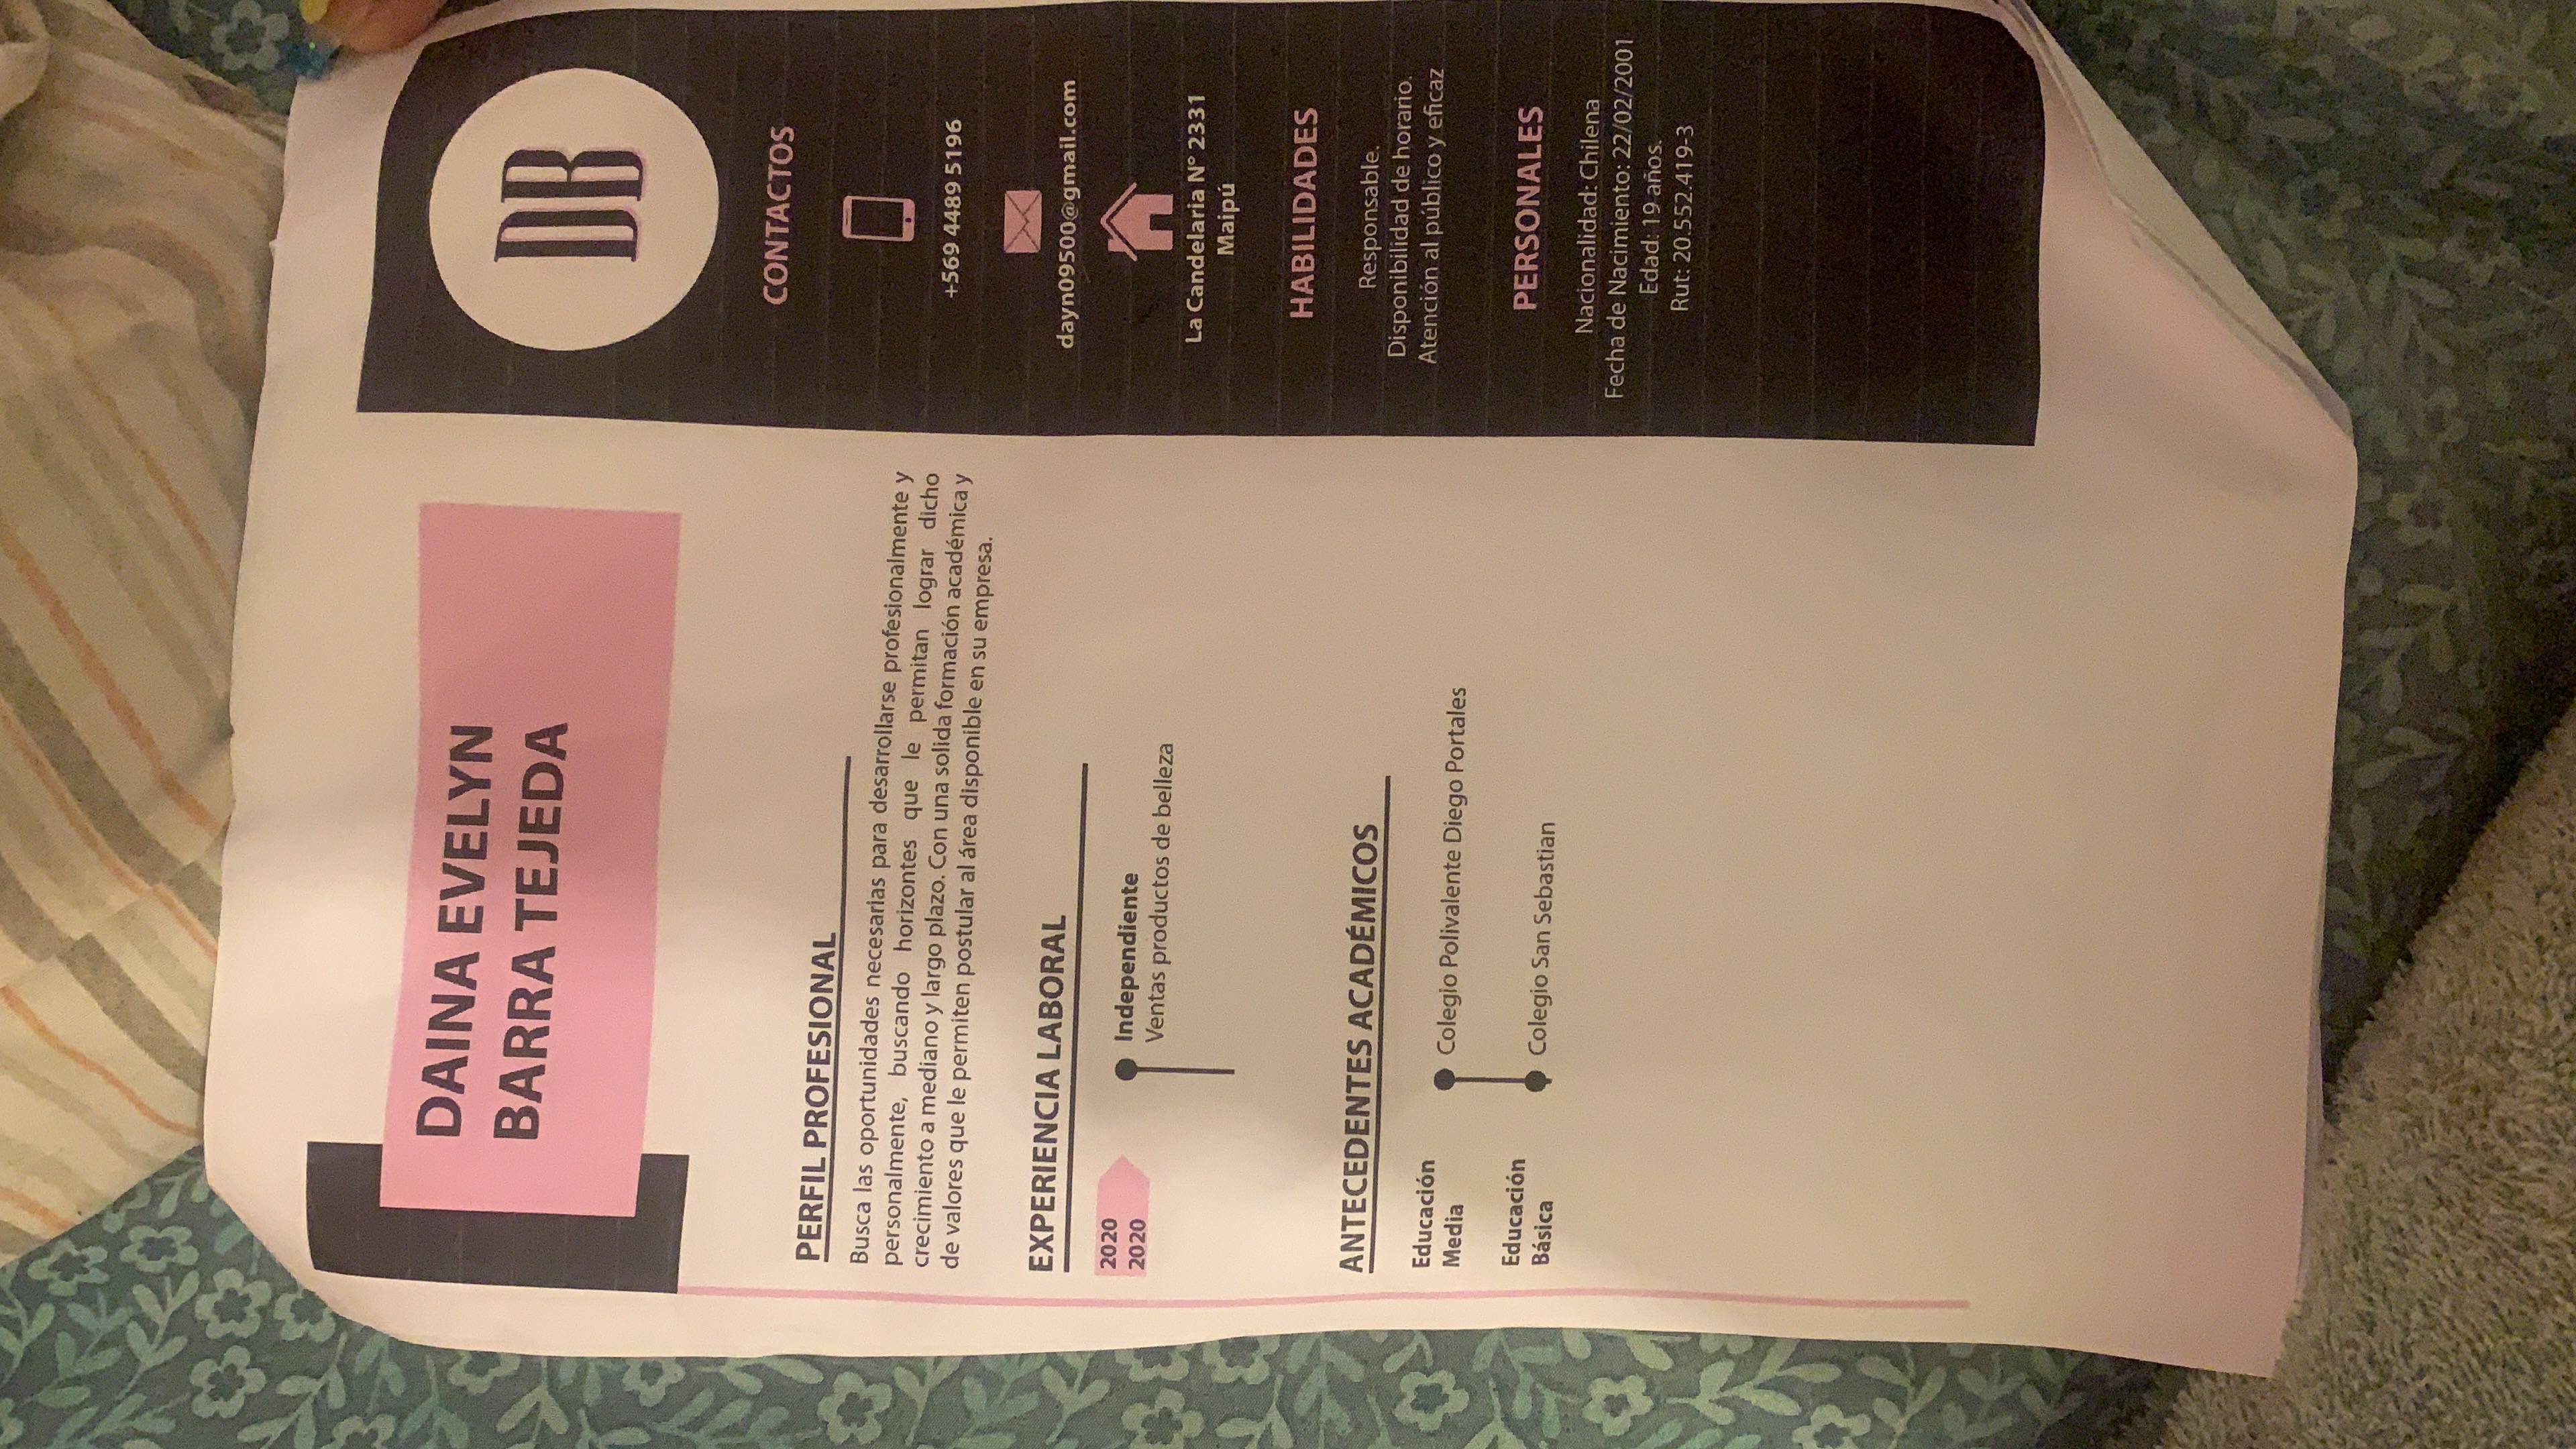 DAINA EVELYN
BARRA TEJEDA
PERFIL PROFESIONAL
Busca las oportunidades necesarias para desarrollarse profesionalmente y
personalmente, buscando horizontes que le permitan lograr dicho
crecimiento a mediano y largo plazo. Con una solida formación académica y
de valores que le permiten postular al área disponible en su empresa.
EXPERIENCIA LABORAL
2020
2020
Independiente
Ventas productos de belleza
ANTECEDENTES ACADÉMICOS
Educación
Media
Colegio Polivalente Diego Portales
Educación
Básica
Colegio San Sebastian
DB
CONTACTOS
+569 4489 5196
dayn09500@gmail.com
La Candelaria N° 2331
Maipú
HABILIDADES
Responsable.
Disponibilidad de horario.
Atención al público y eficaz
PERSONALES
Nacionalidad: Chilena
Fecha de Nacimiento: 22/02/2001
Edad: 19 años.
Rut: 20.552.419-3